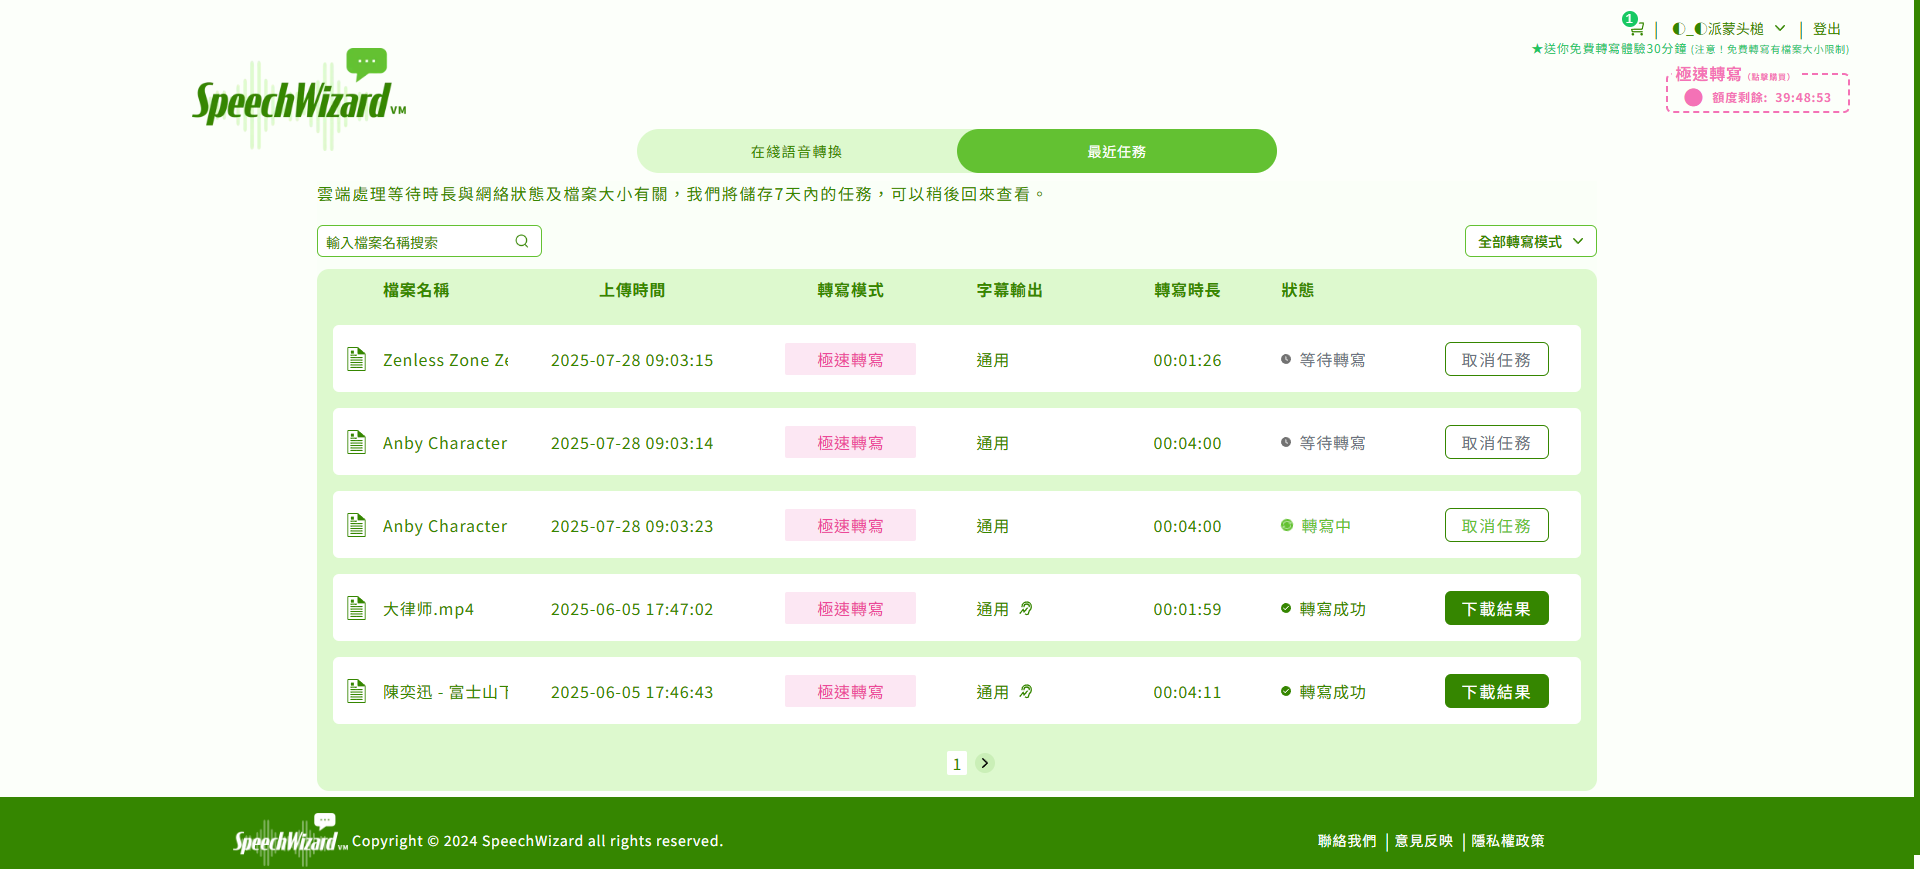 1
◐_◐派蒙头槌
登出
★送你免費轉寫體驗30分鐘 (注意！免費轉寫有檔案大小限制)
極速轉寫 (點擊購買)
額度剩餘: 39:48:53
SpeechWizard VM
在綫語音轉換
最近任務
雲端處理等待時長與網絡狀態及檔案大小有關，我們將儲存7天內的任務，可以稍後回來查看。
輸入檔案名稱搜索
全部轉寫模式
檔案名稱 上傳時間 轉寫模式 字幕輸出 轉寫時長 狀態
Zenless Zone Ze 2025-07-28 09:03:15 極速轉寫 通用 00:01:26 等待轉寫 取消任務
Anby Character 2025-07-28 09:03:14 極速轉寫 通用 00:04:00 等待轉寫 取消任務
Anby Character 2025-07-28 09:03:23 極速轉寫 通用 00:04:00 轉寫中 取消任務
大律师.mp4 2025-06-05 17:47:02 極速轉寫 通用 00:01:59 轉寫成功 下載結果
陳奕迅 - 富士山下 2025-06-05 17:46:43 極速轉寫 通用 00:04:11 轉寫成功 下載結果
1
SpeechWizard VM Copyright © 2024 SpeechWizard all rights reserved.
聯絡我們 | 意見反映 | 隱私權政策